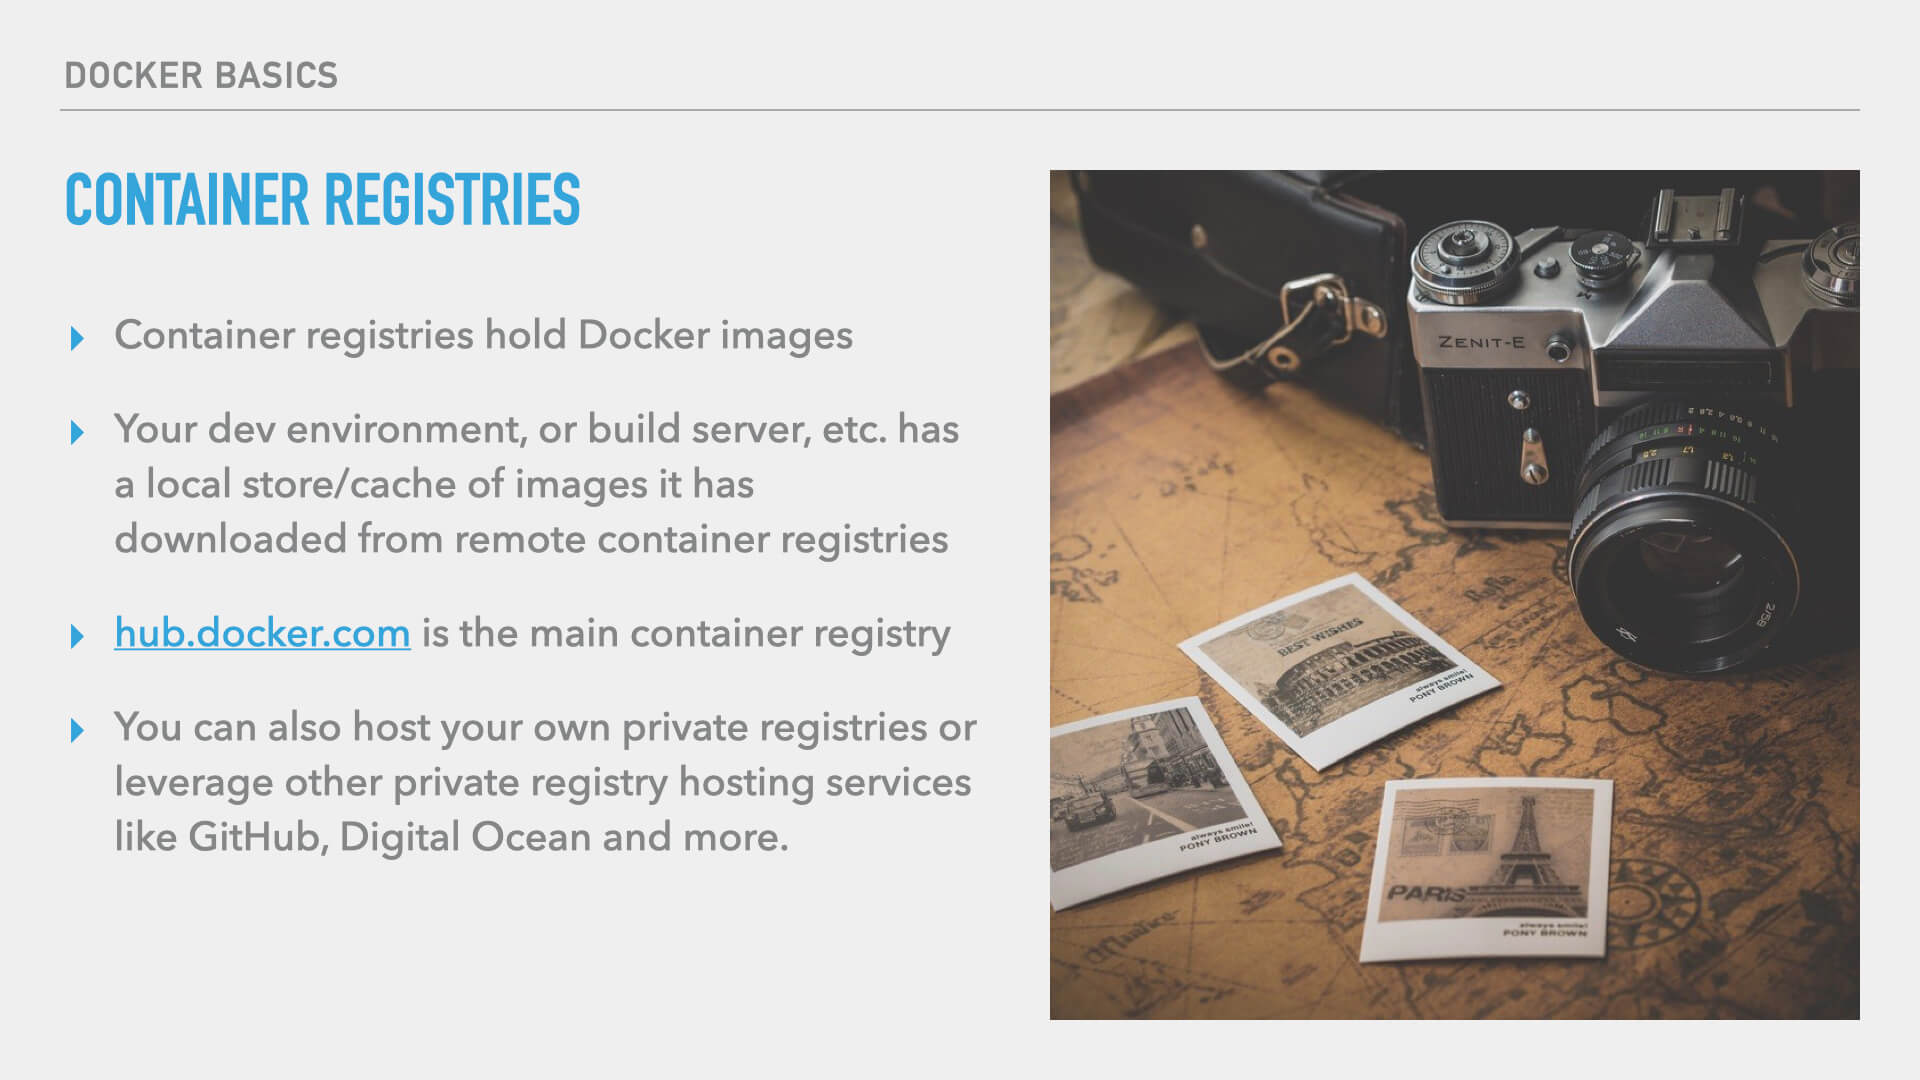 DOCKER BASICS
CONTAINER REGISTRIES
Container registries hold Docker images
Your dev environment, or build server, etc. has
a local store/cache of images it has
downloaded from remote container registries
hub.docker.com is the main container registry
You can also host your own private registries or
leverage other private registry hosting services
like GitHub, Digital Ocean and more.
ZENIT-E
2/58
BEST WISHES
always smile!
PONY BROWN
always smile!
PONY BROWN
PARIS
always smile!
PONY BROWN